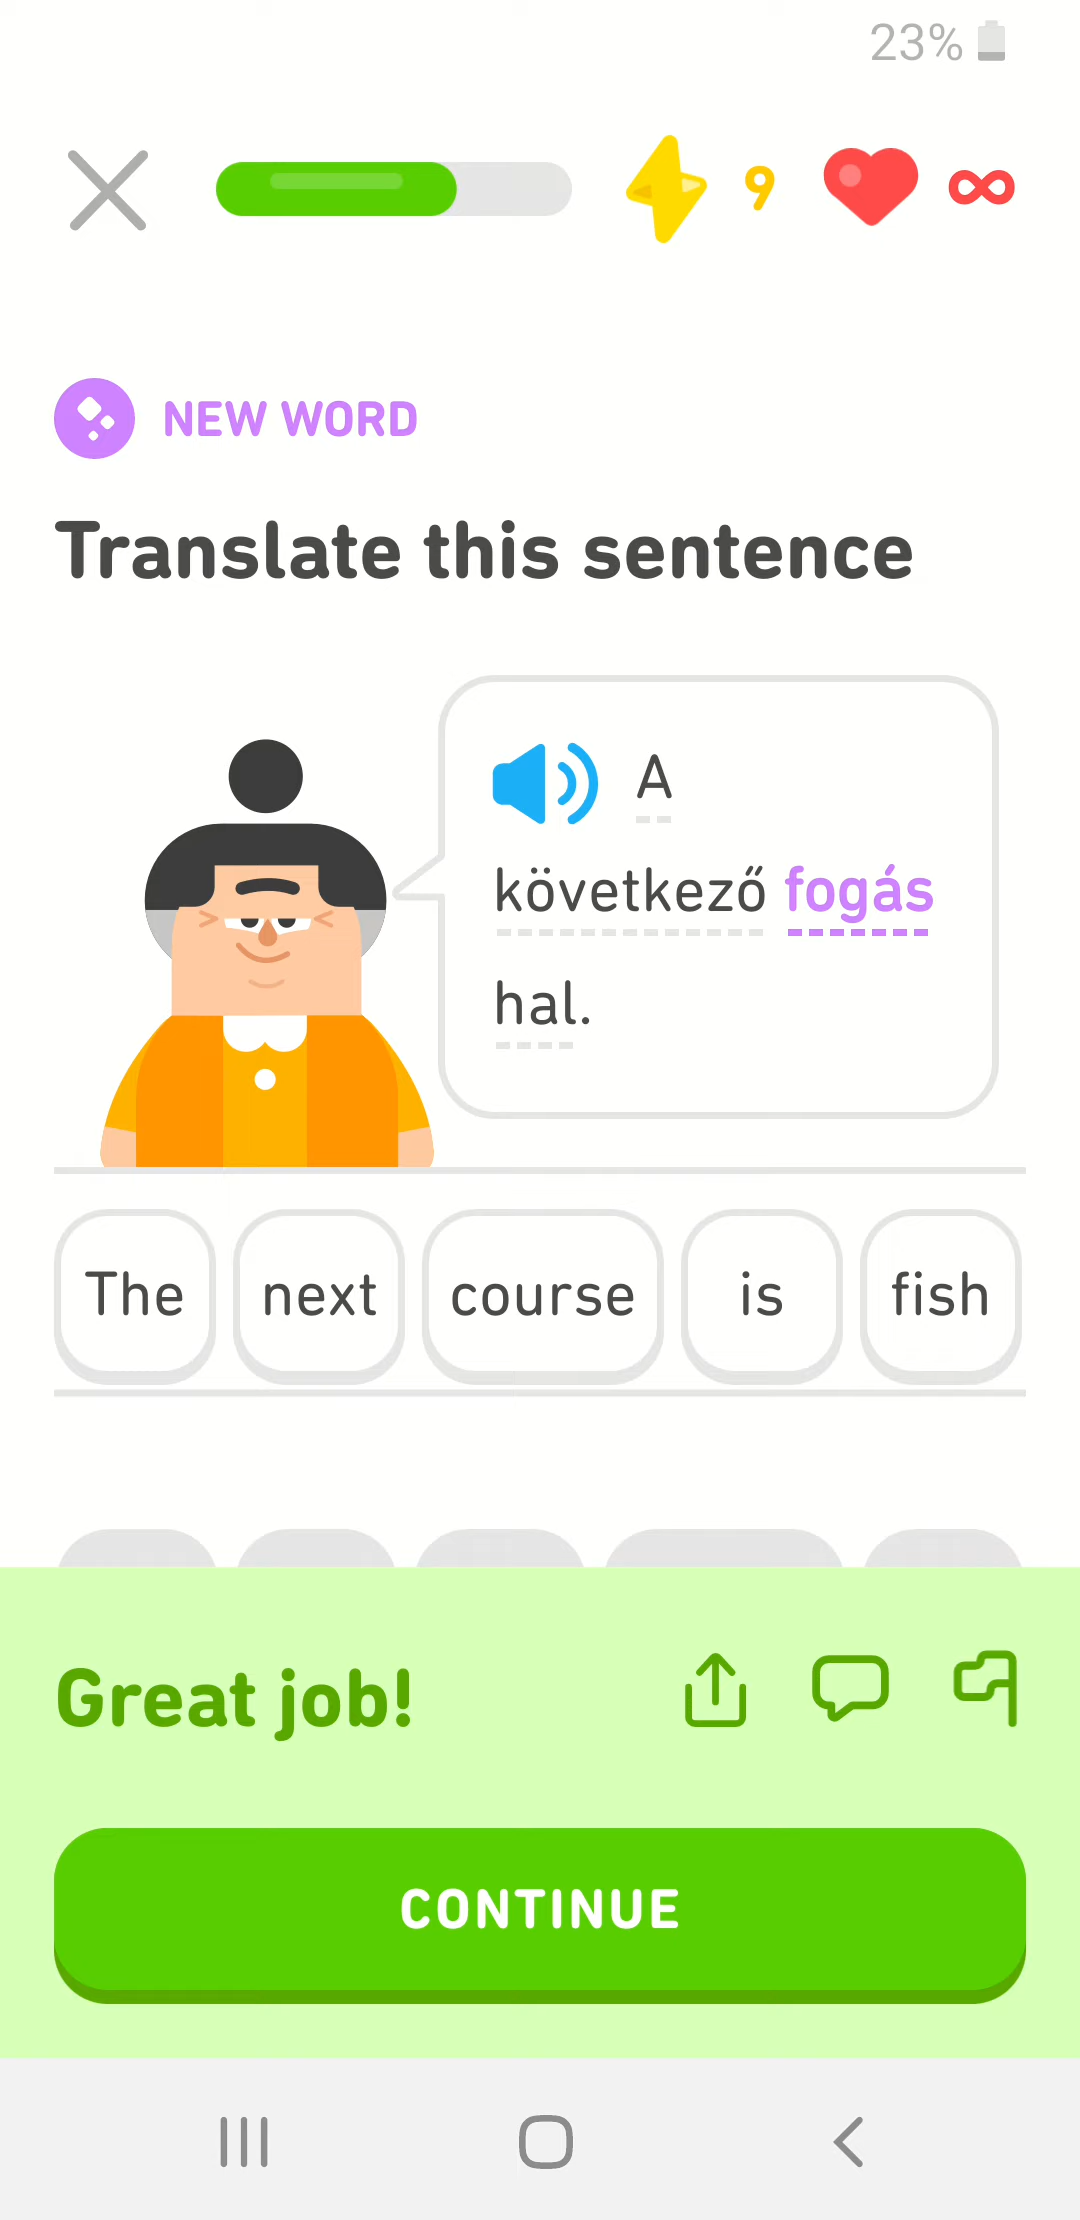 23%
9 ∞
NEW WORD
Translate this sentence
A
következő fogás
hal.
The next course is fish
Great job!
CONTINUE